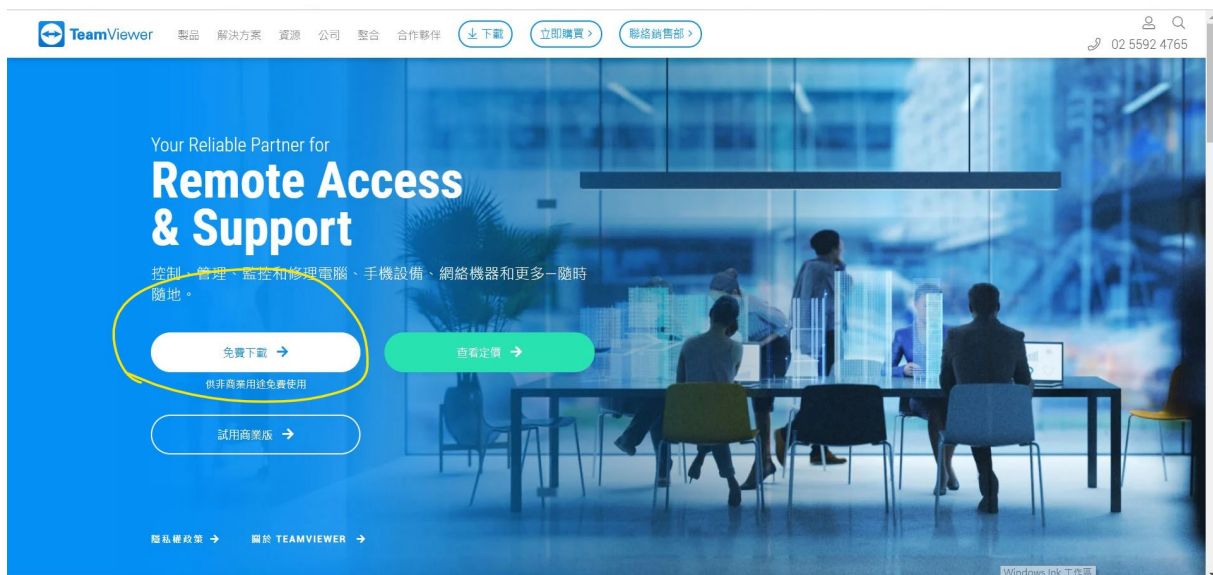 TeamViewer 製品 解決方案 資源 公司 整合 合作夥伴 下載 立即購買 > 聯絡銷售部 >
02 5592 4765
Your Reliable Partner for
Remote Access
& Support
控制、管理、監控和修理電腦、手機設備、網絡機器和更多—隨時
隨地。
免費下載 → 查看定價 →
供非商業用途免費使用
試用商業版 →
隱私權政策 → 關於 TEAMVIEWER →
Windows Ink 工作區